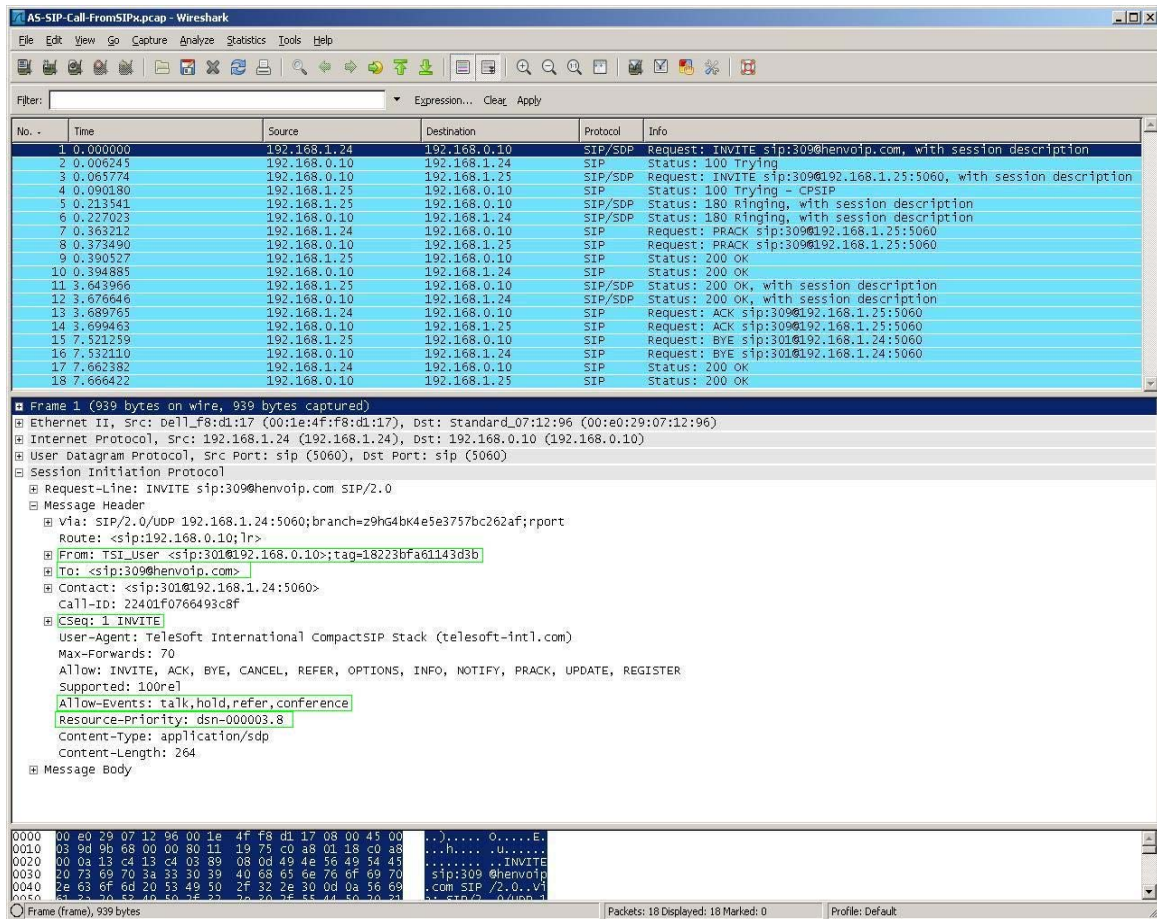 AS-SIP-Call-FromSIPx.pcap - Wireshark
File Edit View Go Capture Analyze Statistics Tools Help
Filter: Expression... Clear Apply
No. - Time Source Destination Protocol Info
1 0.000000 192.168.1.24 192.168.0.10 SIP/SDP Request: INVITE sip:309@henvoip.com, with session description
2 0.006245 192.168.0.10 192.168.1.24 SIP Status: 100 Trying
3 0.065774 192.168.0.10 192.168.1.25 SIP/SDP Request: INVITE sip:309@192.168.1.25:5060, with session description
4 0.090180 192.168.1.25 192.168.0.10 SIP Status: 100 Trying - CPSIP
5 0.213541 192.168.1.25 192.168.0.10 SIP/SDP Status: 180 Ringing, with session description
6 0.227023 192.168.0.10 192.168.1.24 SIP/SDP Status: 180 Ringing, with session description
7 0.363212 192.168.1.24 192.168.0.10 SIP Request: PRACK sip:309@192.168.1.25:5060
8 0.373490 192.168.0.10 192.168.1.25 SIP Request: PRACK sip:309@192.168.1.25:5060
9 0.390527 192.168.1.25 192.168.0.10 SIP Status: 200 OK
10 0.394885 192.168.0.10 192.168.1.24 SIP Status: 200 OK
11 3.643966 192.168.1.25 192.168.0.10 SIP/SDP Status: 200 OK, with session description
12 3.676646 192.168.0.10 192.168.1.24 SIP/SDP Status: 200 OK, with session description
13 3.689765 192.168.1.24 192.168.0.10 SIP Request: ACK sip:309@192.168.1.25:5060
14 3.699463 192.168.0.10 192.168.1.25 SIP Request: ACK sip:309@192.168.1.25:5060
15 7.521259 192.168.1.25 192.168.0.10 SIP Request: BYE sip:301@192.168.1.24:5060
16 7.532110 192.168.0.10 192.168.1.24 SIP Request: BYE sip:301@192.168.1.24:5060
17 7.662382 192.168.1.24 192.168.0.10 SIP Status: 200 OK
18 7.666422 192.168.0.10 192.168.1.25 SIP Status: 200 OK
Frame 1 (939 bytes on wire, 939 bytes captured)
Ethernet II, Src: Dell_f8:d1:17 (00:1e:4f:f8:d1:17), Dst: Standard_07:12:96 (00:e0:29:07:12:96)
Internet Protocol, Src: 192.168.1.24 (192.168.1.24), Dst: 192.168.0.10 (192.168.0.10)
User Datagram Protocol, Src Port: sip (5060), Dst Port: sip (5060)
Session Initiation Protocol
Request-Line: INVITE sip:309@henvoip.com SIP/2.0
Message Header
Via: SIP/2.0/UDP 192.168.1.24:5060;branch=z9hG4bK4e5e3757bc262af;rport
Route: <sip:192.168.0.10;lr>
From: TSI_User <sip:301@192.168.0.10>;tag=18223bfa61143d3b
To: <sip:309@henvoip.com>
Contact: <sip:301@192.168.1.24:5060>
Call-ID: 22401f0766493c8f
CSeq: 1 INVITE
User-Agent: TeleSoft International CompactSIP Stack (telesoft-intl.com)
Max-Forwards: 70
Allow: INVITE, ACK, BYE, CANCEL, REFER, OPTIONS, INFO, NOTIFY, PRACK, UPDATE, REGISTER
Supported: 100rel
Allow-Events: talk,hold,refer,conference
Resource-Priority: dsn-000003.8
Content-Type: application/sdp
Content-Length: 264
Message Body
0000 00 e0 29 07 12 96 00 1e 4f f8 d1 17 08 00 45 00 ..)..... O.....E.
0010 03 9d 9b 68 00 00 80 11 19 75 c0 a8 01 18 c0 a8 ...h.... .u......
0020 00 0a 13 c4 13 c4 03 89 08 0d 49 4e 56 49 54 45 ........ ..INVITE
0030 20 73 69 70 3a 33 30 39 40 68 65 6e 76 6f 69 70 sip:309 @henvoip
0040 2e 63 6f 6d 20 53 49 50 2f 32 2e 30 0d 0a 56 69 .com SIP /2.0..Vi
Frame (frame), 939 bytes Packets: 18 Displayed: 18 Marked: 0 Profile: Default